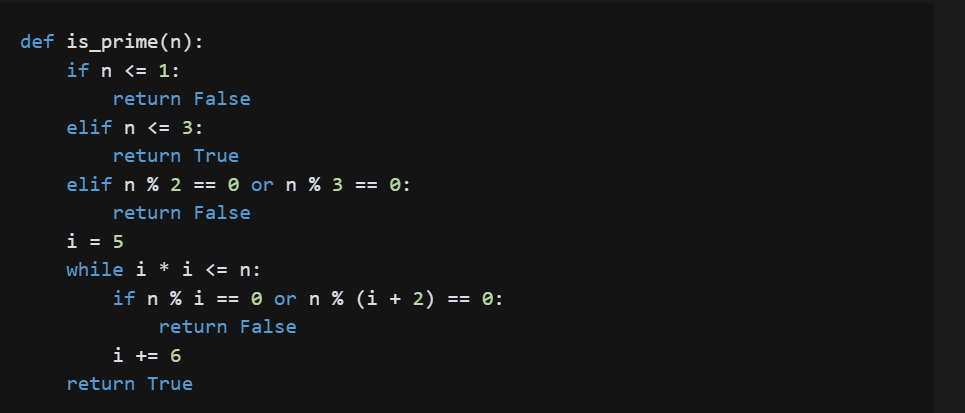 def is_prime(n):
    if n <= 1:
        return False
    elif n <= 3:
        return True
    elif n % 2 == 0 or n % 3 == 0:
        return False
    i = 5
    while i * i <= n:
        if n % i == 0 or n % (i + 2) == 0:
            return False
        i += 6
    return True